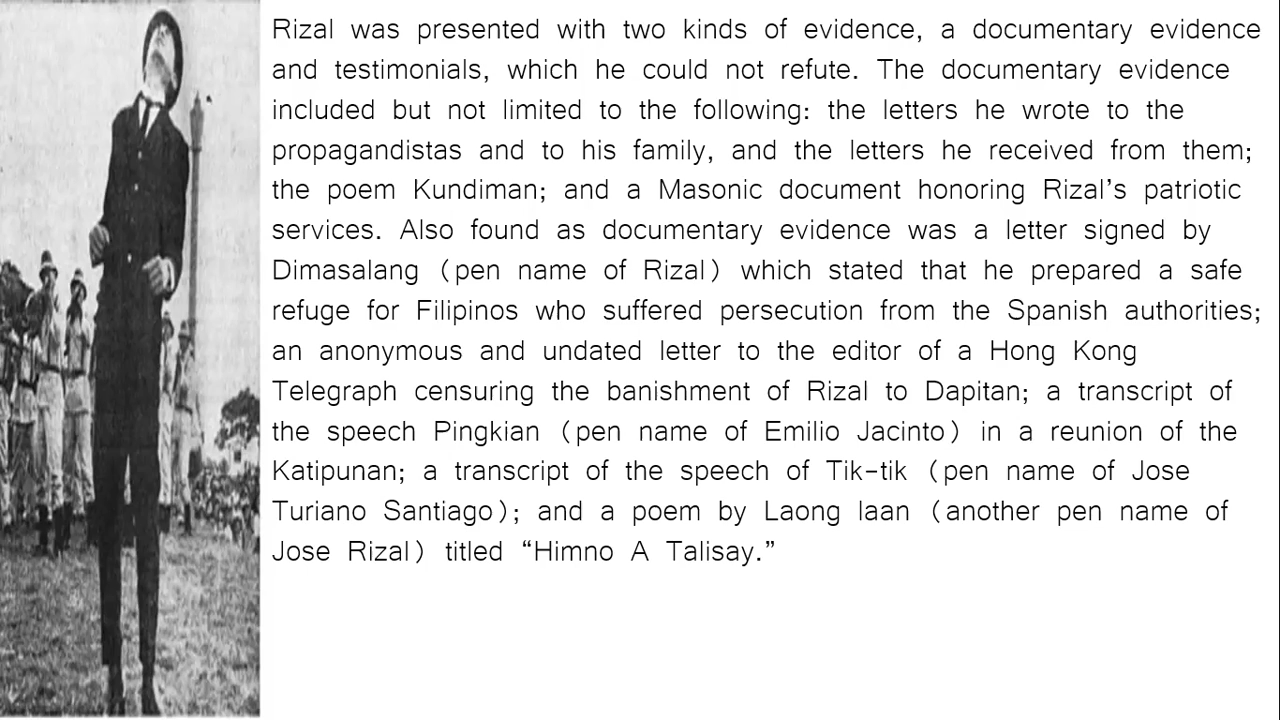 Rizal was presented with two kinds of evidence, a documentary evidence
and testimonials, which he could not refute. The documentary evidence
included but not limited to the following: the letters he wrote to the
propagandistas and to his family, and the letters he received from them;
the poem Kundiman; and a Masonic document honoring Rizal's patriotic
services. Also found as documentary evidence was a letter signed by
Dimasalang (pen name of Rizal) which stated that he prepared a safe
refuge for Filipinos who suffered persecution from the Spanish authorities;
an anonymous and undated letter to the editor of a Hong Kong
Telegraph censuring the banishment of Rizal to Dapitan; a transcript of
the speech Pingkian (pen name of Emilio Jacinto) in a reunion of the
Katipunan; a transcript of the speech of Tik-tik (pen name of Jose
Turiano Santiago); and a poem by Laong laan (another pen name of
Jose Rizal) titled “Himno A Talisay.”